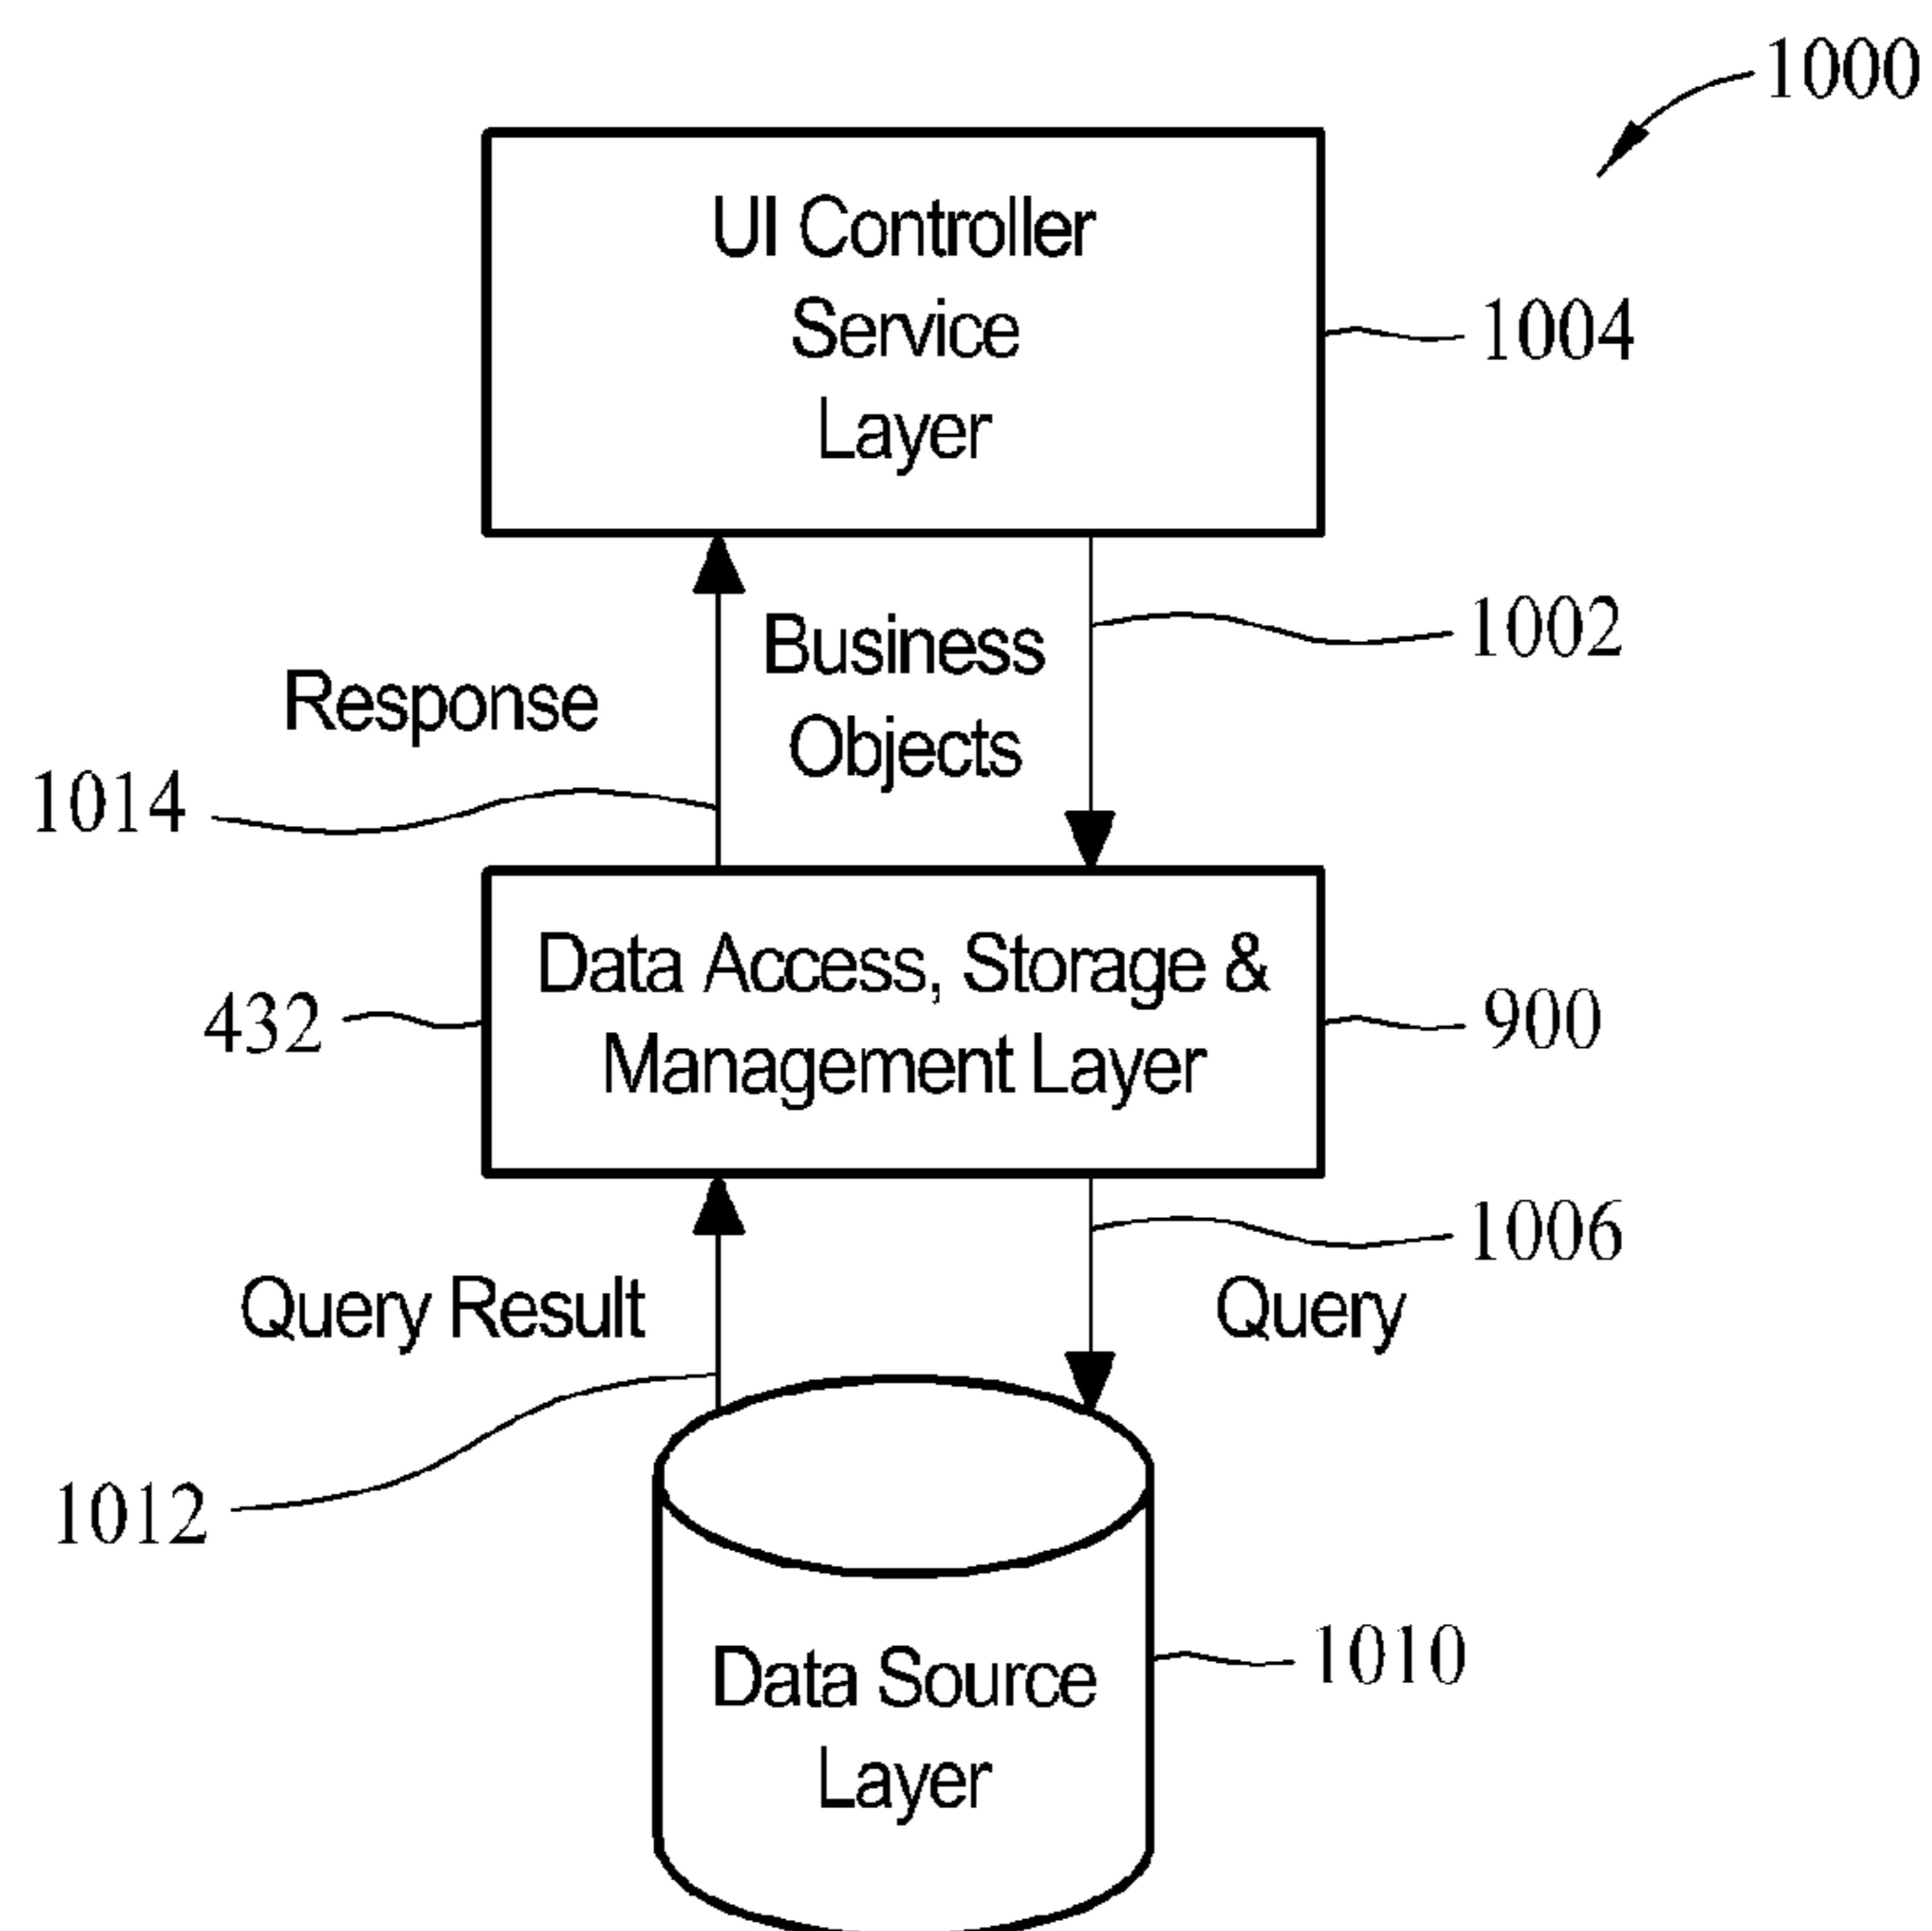 1000
UI Controller
Service
Layer
1004
Business
Objects
1002
Response
1014
Data Access, Storage &
Management Layer
432
900
1006
Query Result
Query
1012
Data Source
Layer
1010